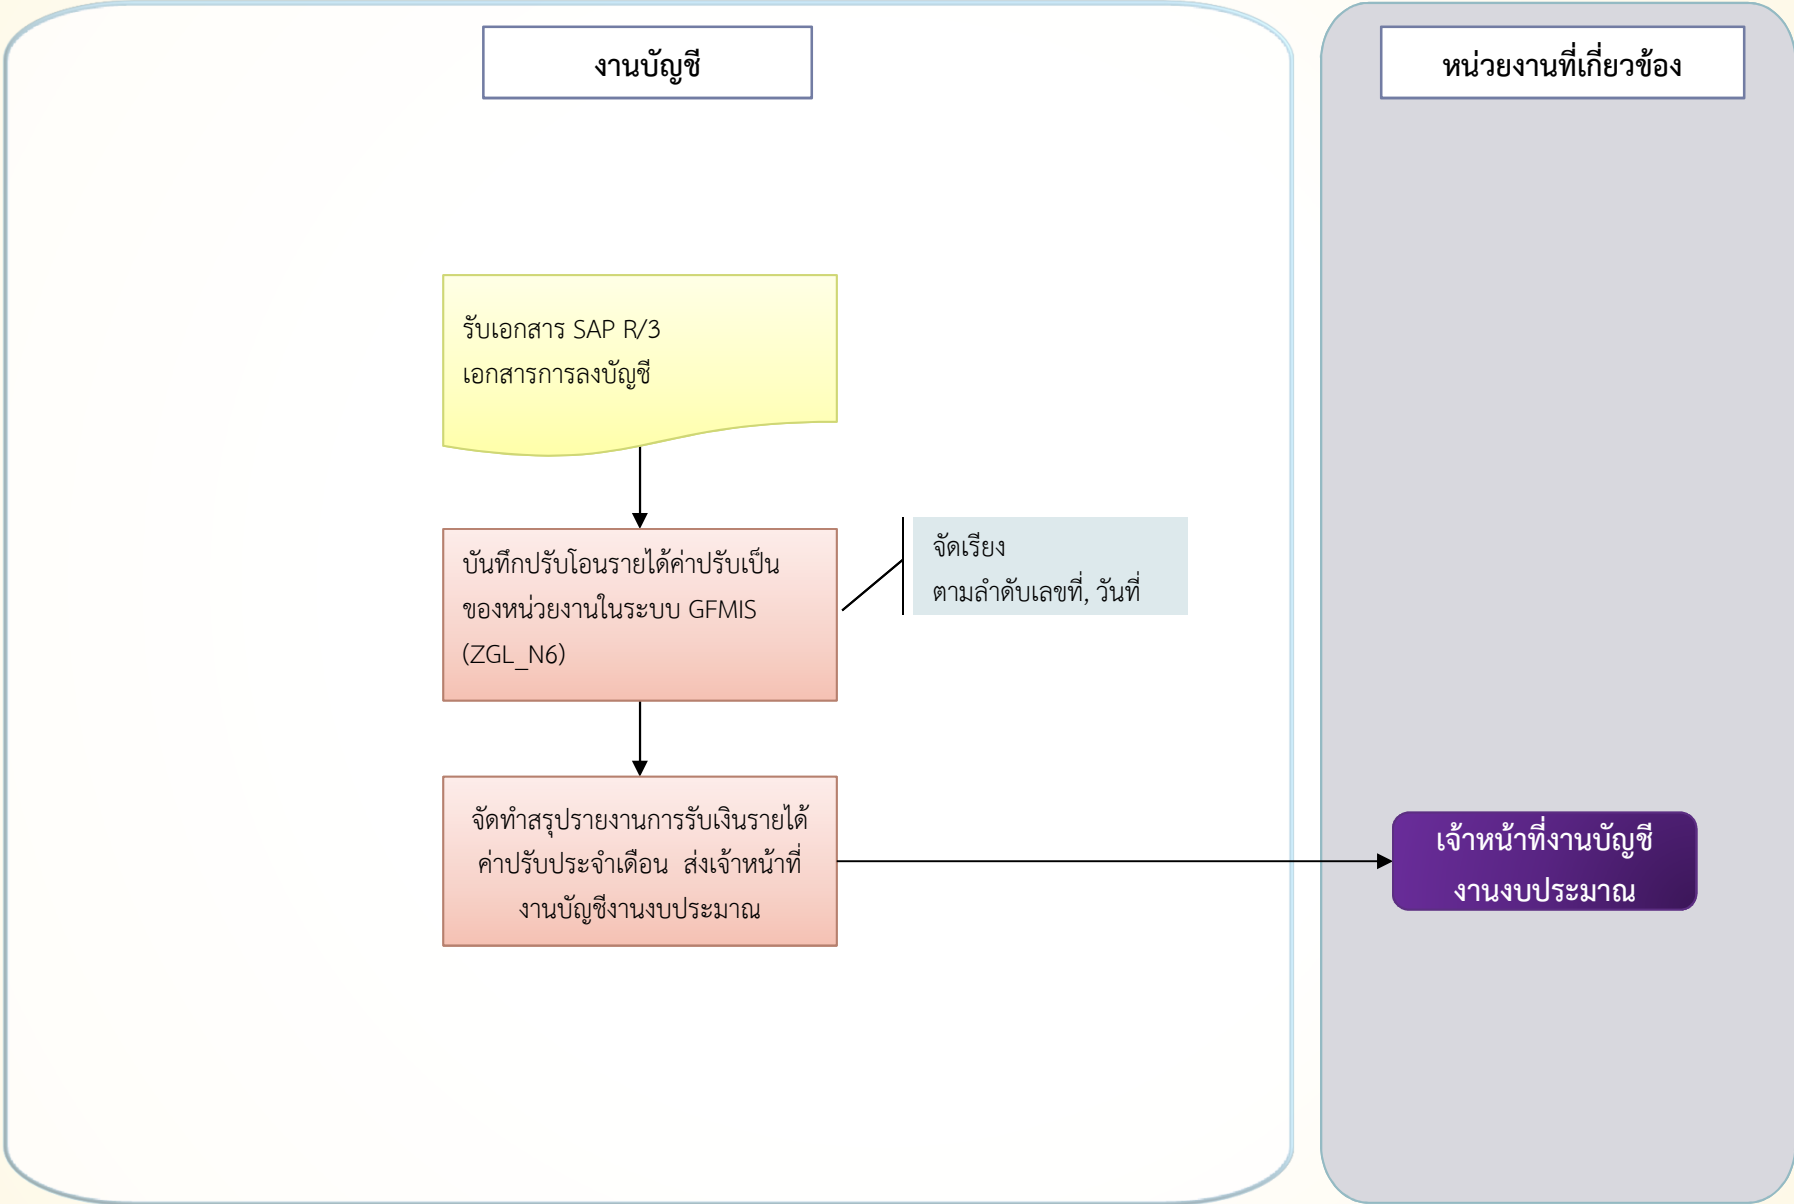 งานบัญชี
หน่วยงานที่เกี่ยวข้อง
รับเอกสาร SAP R/3
เอกสารการลงบัญชี
บันทึกปรับโอนรายได้ค่าปรับเป็น
ของหน่วยงานในระบบ GFMIS
(ZGL_N6)
จัดเรียง
ตามลำดับเลขที่, วันที่
จัดทำสรุปรายงานการรับเงินรายได้
ค่าปรับประจำเดือน ส่งเจ้าหน้าที่
งานบัญชีงานงบประมาณ
เจ้าหน้าที่งานบัญชี
งานงบประมาณ